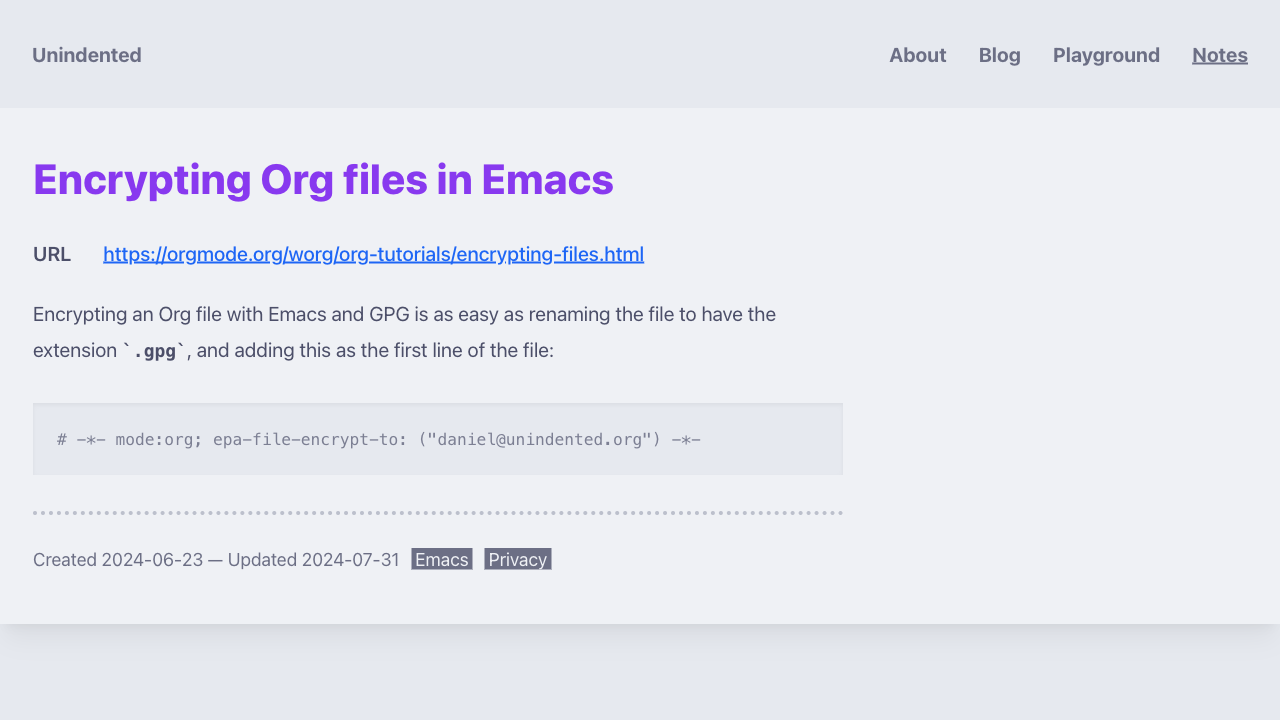 Unindented
About Blog Playground Notes
Encrypting Org files in Emacs
URL https://orgmode.org/worg/org-tutorials/encrypting-files.html
Encrypting an Org file with Emacs and GPG is as easy as renaming the file to have the
extension `.gpg`, and adding this as the first line of the file:
# -*- mode:org; epa-file-encrypt-to: ("daniel@unindented.org") -*-
Created 2024-06-23 — Updated 2024-07-31 Emacs Privacy